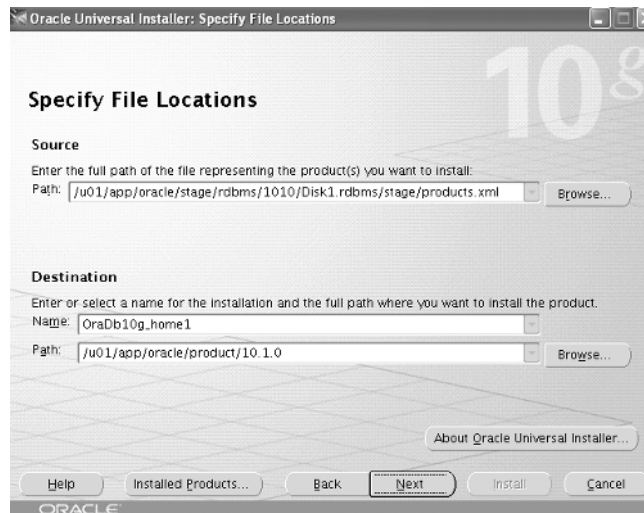 Oracle Universal Installer: Specify File Locations
10g
Specify File Locations
Source
Enter the full path of the file representing the product(s) you want to install:
Path: /u01/app/oracle/stage/rdbms/1010/Disk1.rdbms/stage/products.xml Browse...
Destination
Enter or select a name for the installation and the full path where you want to install the product.
Name: OraDb10g_home1
Path: /u01/app/oracle/product/10.1.0 Browse...
About Oracle Universal Installer...
Help Installed Products... Back Next Install Cancel
ORACLE